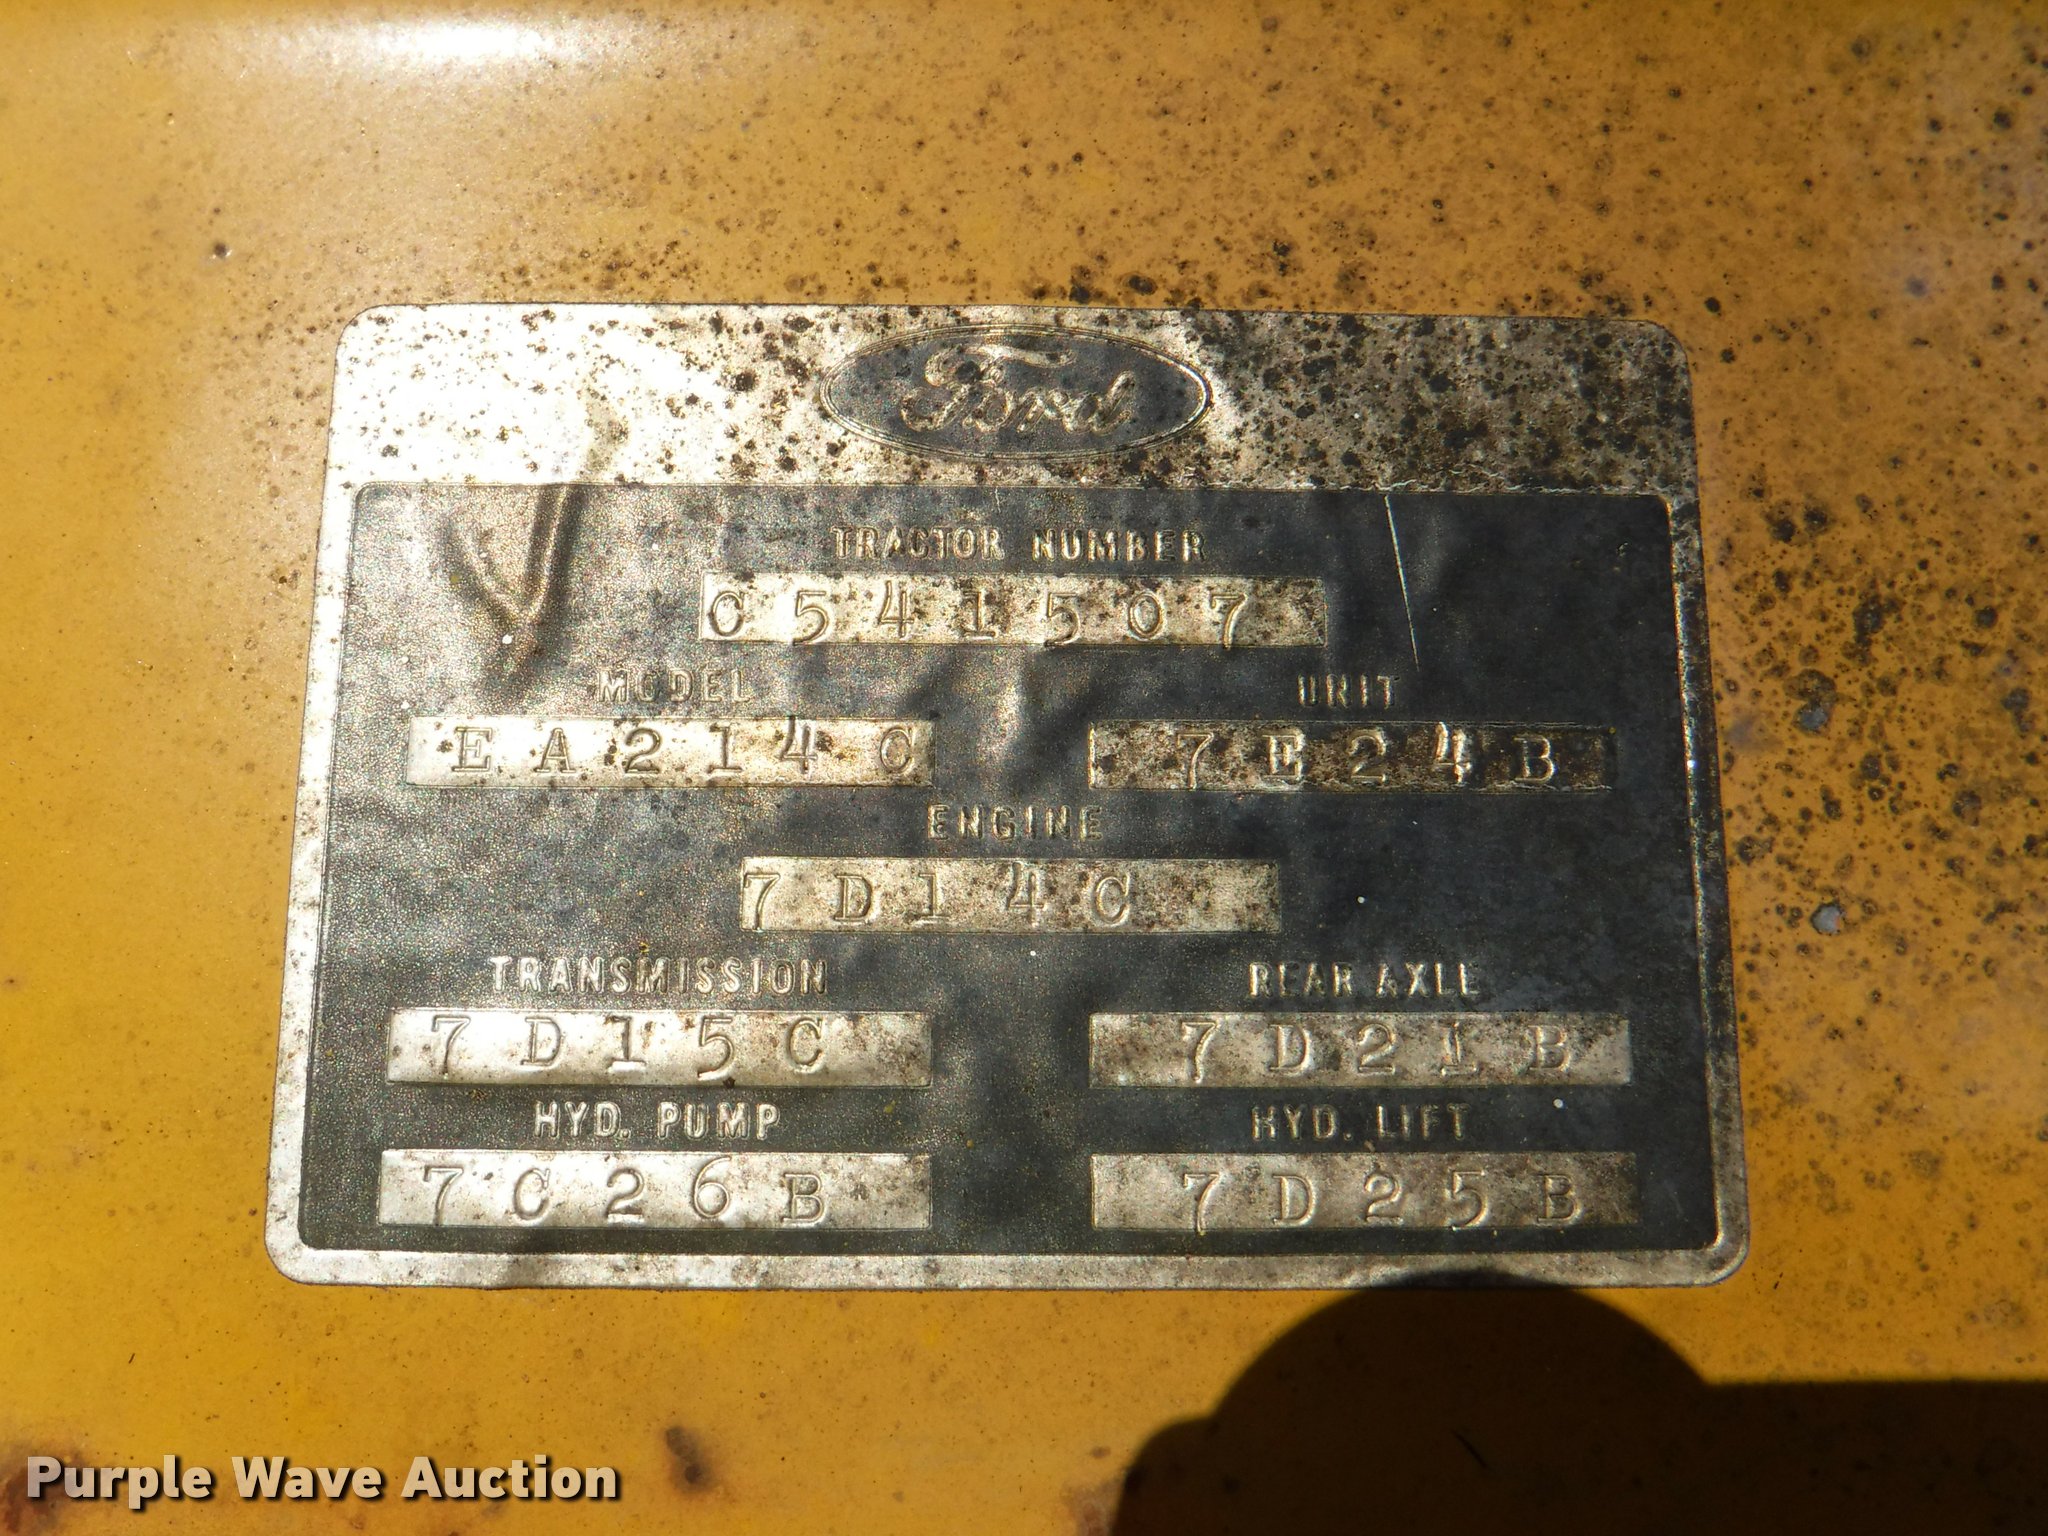 Ford
TRACTOR NUMBER
C541507
MODEL UNIT
EA214C 7E24B
ENGINE
7D14C
TRANSMISSION REAR AXLE
7D15C 7D21B
HYD. PUMP HYD. LIFT
7C26B 7D25B
Purple Wave Auction